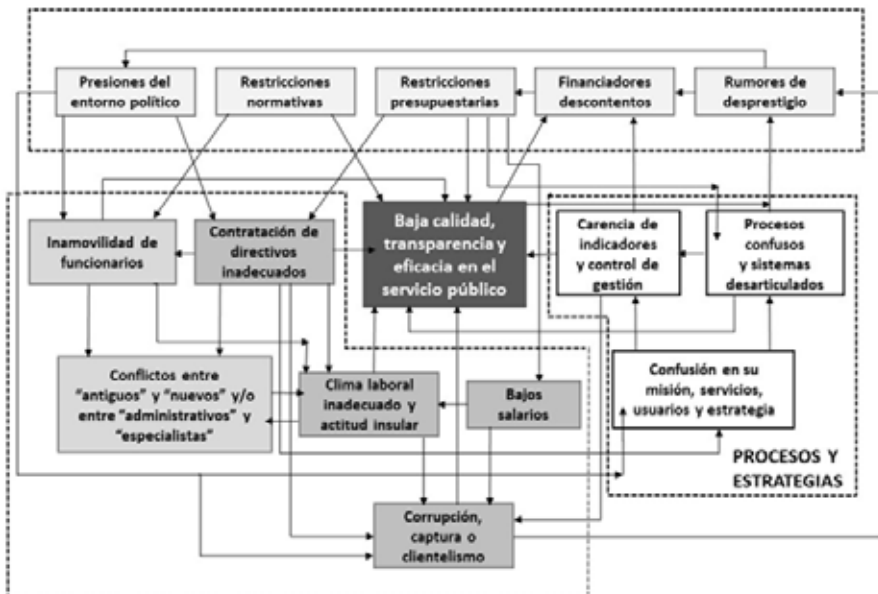 Presiones del
entorno político
Restricciones
normativas
Restricciones
presupuestarias
Financiadores
descontentos
Rumores de
desprestigio
Inamovilidad de
funcionarios
Contratación de
directivos
inadecuados
Baja calidad,
transparencia y
eficacia en el
servicio público
Carencia de
indicadores
y control de
gestión
Procesos
confusos
y sistemas
desarticulados
Conflictos entre
“antiguos” y “nuevos” y/o
entre “administrativos” y
“especialistas”
Clima laboral
inadecuado y
actitud insular
Bajos
salarios
Confusión en su
misión, servicios,
usuarios y estrategia
PROCESOS Y
ESTRATEGIAS
Corrupción,
captura o
clientelismo